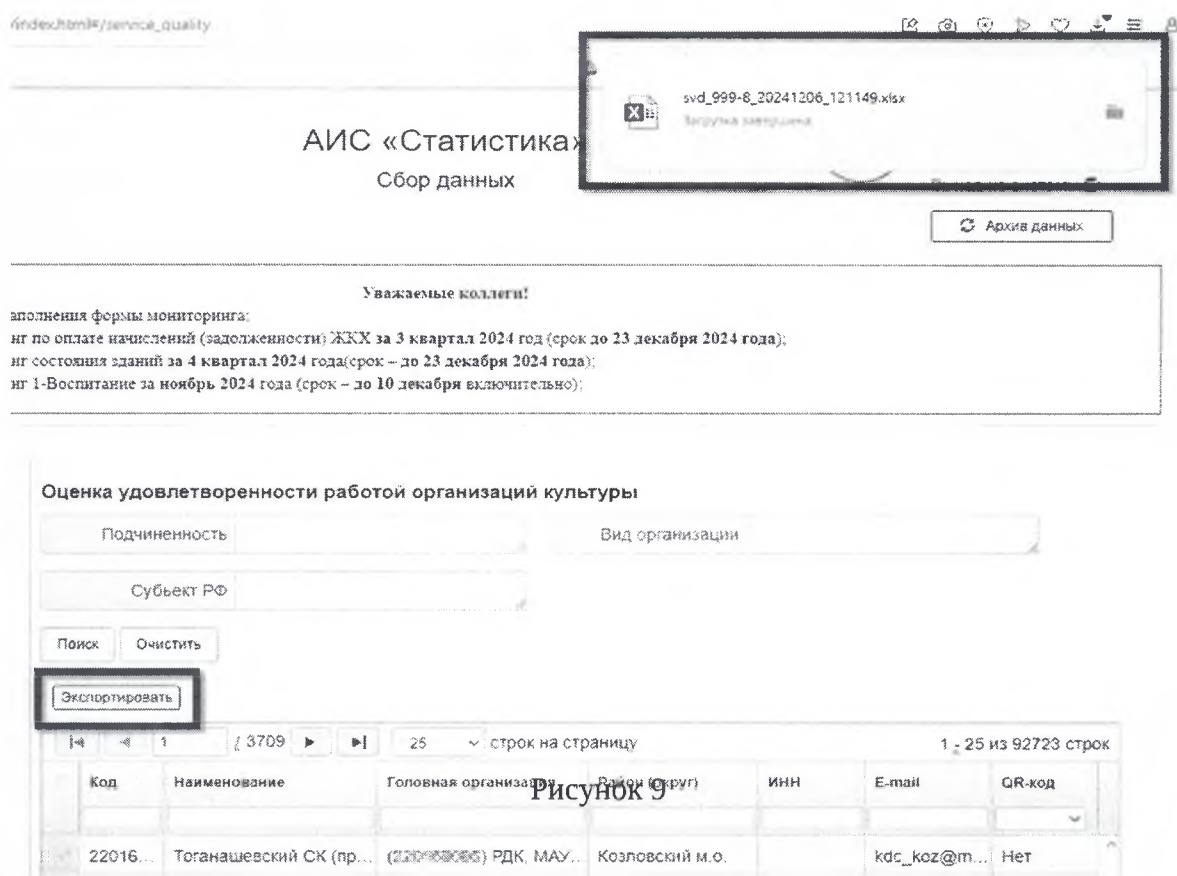 /index.html#/service_quality
svd_999-8_20241206_121149.xlsx
Загрузка завершена
АИС «Статистика»
Сбор данных
Архив данных
Уважаемые коллеги!
аполнения формы мониторинга:
нг по оплате начислений (задолженности) ЖКХ за 3 квартал 2024 год (срок до 23 декабря 2024 года);
нг состояния зданий за 4 квартал 2024 года(срок – до 23 декабря 2024 года);
нг 1-Воспитание за ноябрь 2024 года (срок – до 10 декабря включительно);
Оценка удовлетворенности работой организаций культуры
Подчиненность Вид организации
Субъект РФ
Поиск Очистить
Экспортировать
1 / 3709 25 строк на страницу 1 - 25 из 92723 строк
Код Наименование Головная организация Район (округ) ИНН E-mail QR-код
Рисунок 9
22016... Тоганашевский СК (пр... РДК, МАУ... Козловский м.о. kdc_koz@m... Нет